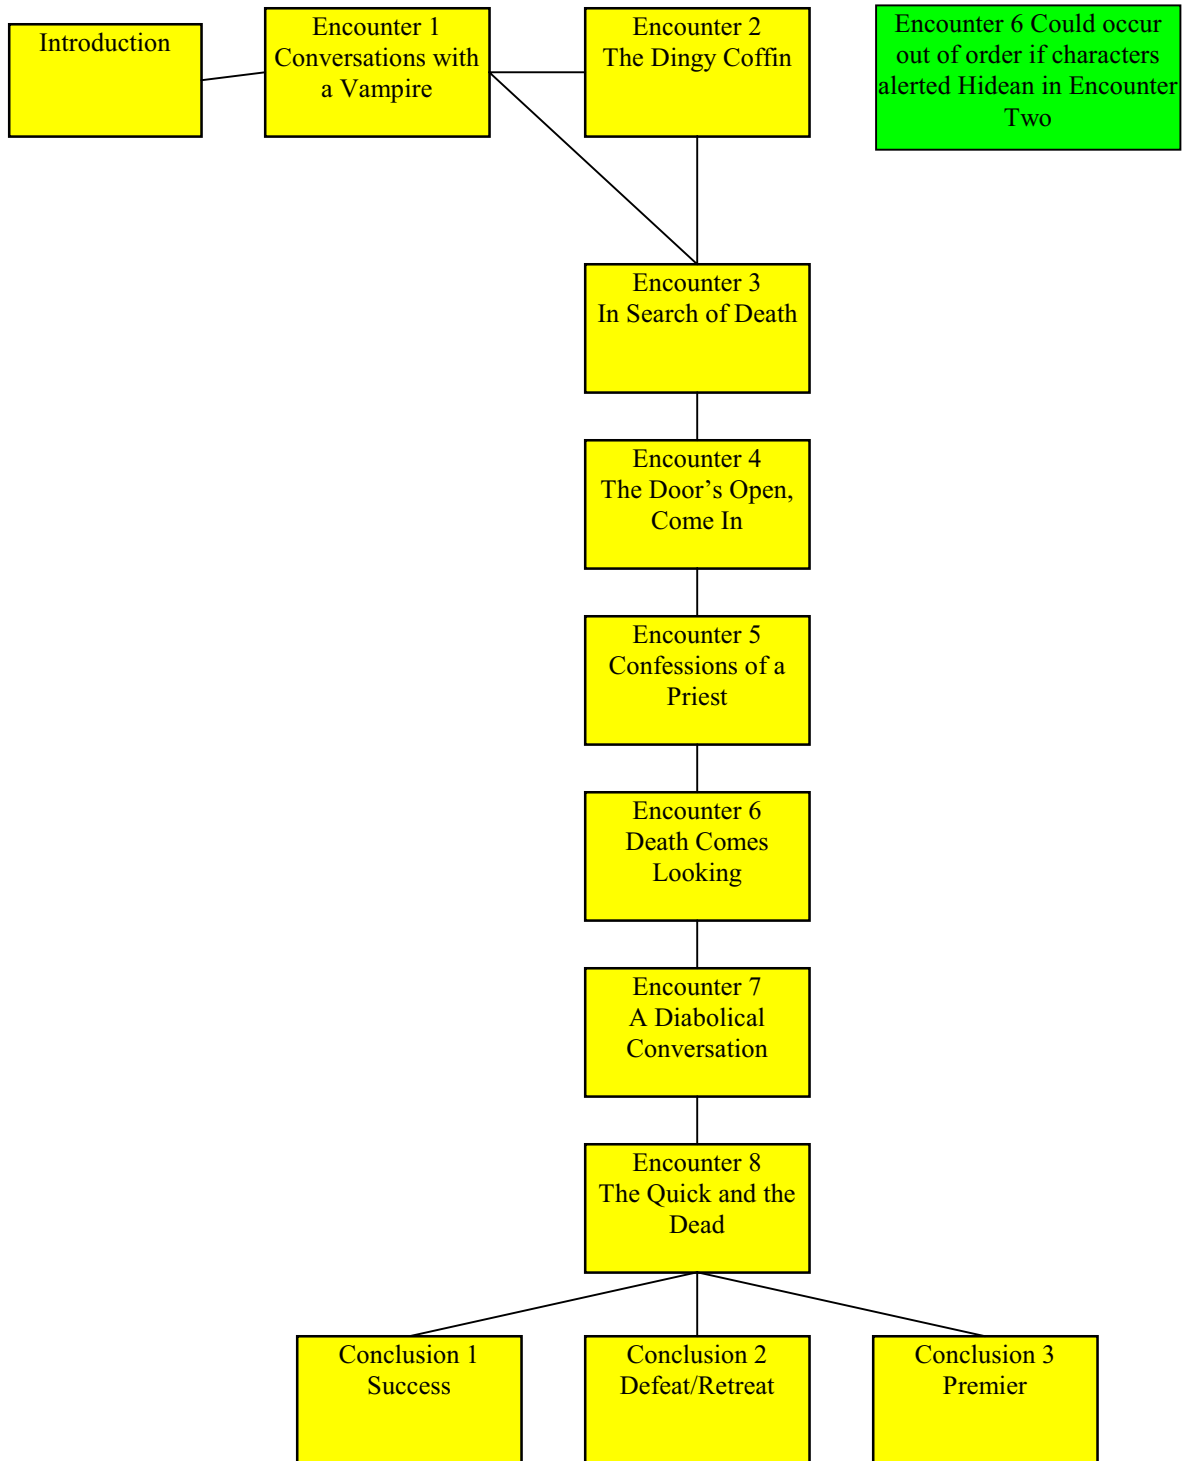 Introduction
Encounter 1
Conversations with
a Vampire
Encounter 2
The Dingy Coffin
Encounter 6 Could occur
out of order if characters
alerted Hidean in Encounter
Two
Encounter 3
In Search of Death
Encounter 4
The Door's Open,
Come In
Encounter 5
Confessions of a
Priest
Encounter 6
Death Comes
Looking
Encounter 7
A Diabolical
Conversation
Encounter 8
The Quick and the
Dead
Conclusion 1
Success
Conclusion 2
Defeat/Retreat
Conclusion 3
Premier